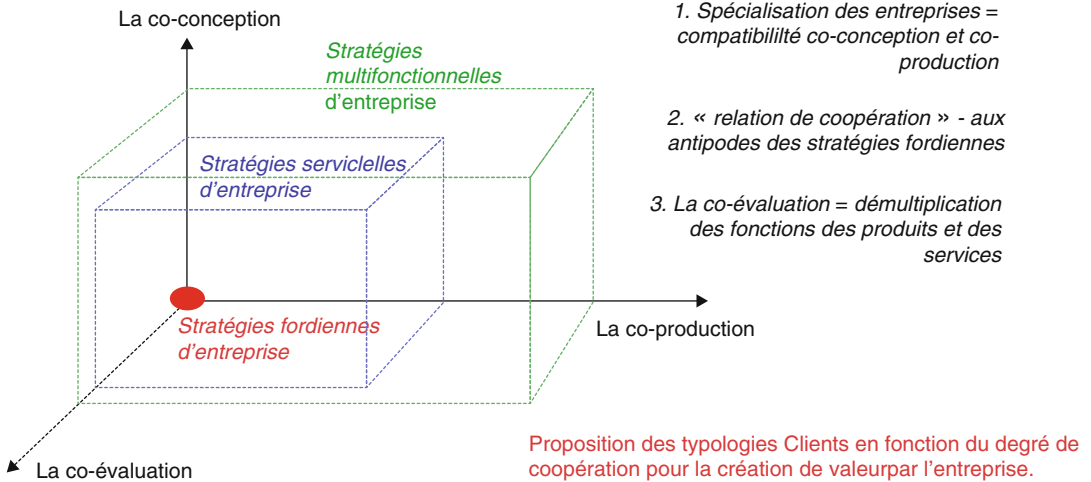 La co-conception
Stratégies
multifonctionnelles
d'entreprise
Stratégies serviclelles
d'entreprise
Stratégies fordiennes
d'entreprise
La co-production
La co-évaluation
1. Spécialisation des entreprises =
compatibililté co-conception et co-
production
2. « relation de coopération » - aux
antipodes des stratégies fordiennes
3. La co-évaluation = démultiplication
des fonctions des produits et des
services
Proposition des typologies Clients en fonction du degré de
coopération pour la création de valeurpar l'entreprise.